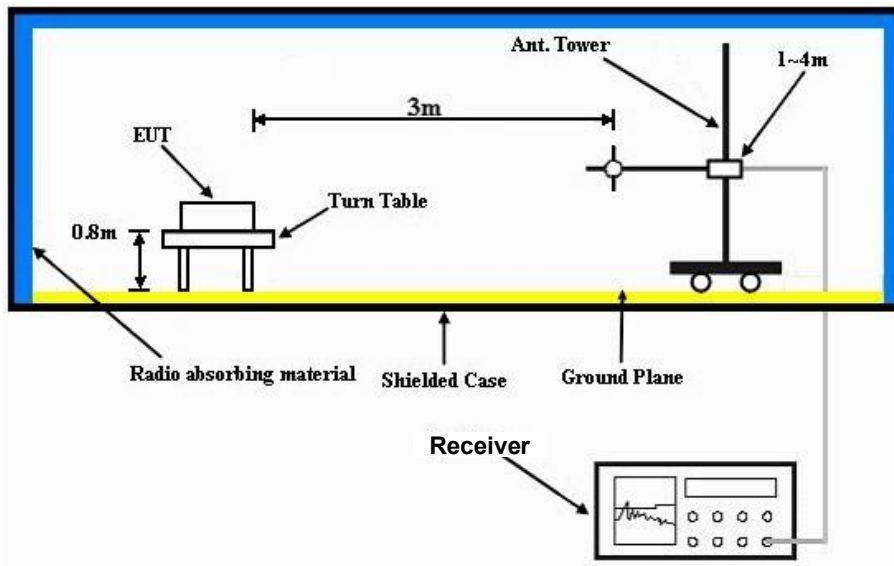 Ant. Tower
1~4m
3m
EUT
Turn Table
0.8m
Radio absorbing material
Shielded Case
Ground Plane
Receiver